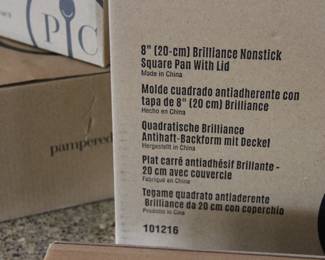 PC
pampered
8" (20-cm) Brilliance Nonstick
Square Pan With Lid
Made in China
Molde cuadrado antiadherente con
tapa de 8" (20 cm) Brilliance
Hecho en China
Quadratische Brilliance
Antihaft-Backform mit Deckel
Hergestellt in China
Plat carré antiadhésif Brillante -
20 cm avec couvercle
Fabriqué en Chine
Tegame quadrato antiaderente
Brilliance da 20 cm con coperchio
Prodotto in Cina
101216